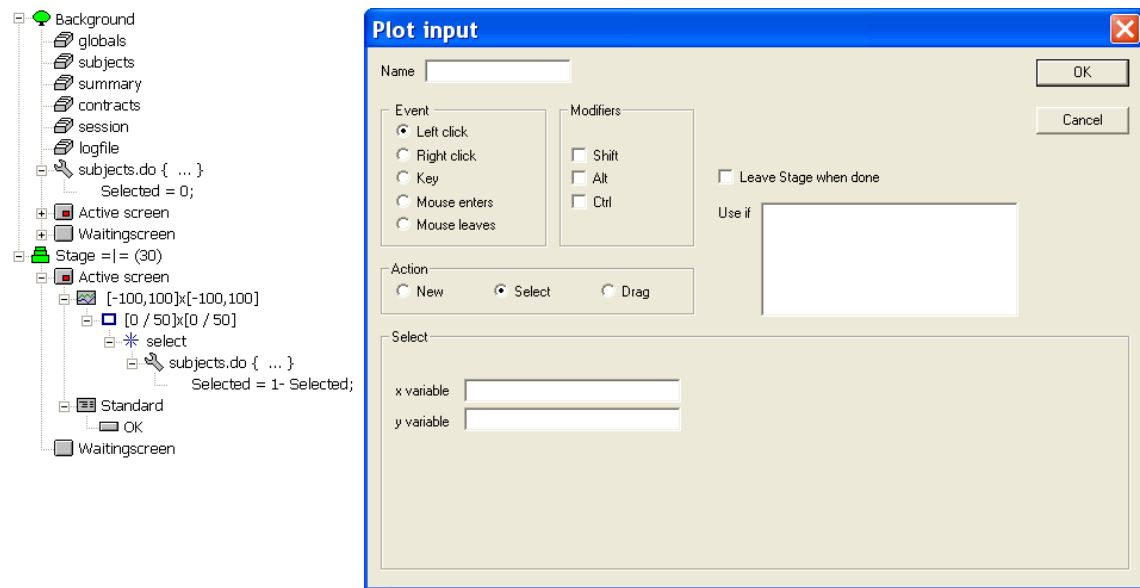 Background
globals
subjects
summary
contracts
session
logfile
subjects.do { ... }
Selected = 0;
Active screen
Waitingscreen
Stage =|= (30)
Active screen
[-100,100]x[-100,100]
[0 / 50]x[0 / 50]
select
subjects.do { ... }
Selected = 1- Selected;
Standard
OK
Waitingscreen
Plot input
Name
OK
Cancel
Event
Left click
Right click
Key
Mouse enters
Mouse leaves
Modifiers
Shift
Alt
Ctrl
Leave Stage when done
Use if
Action
New Select Drag
Select
x variable
y variable